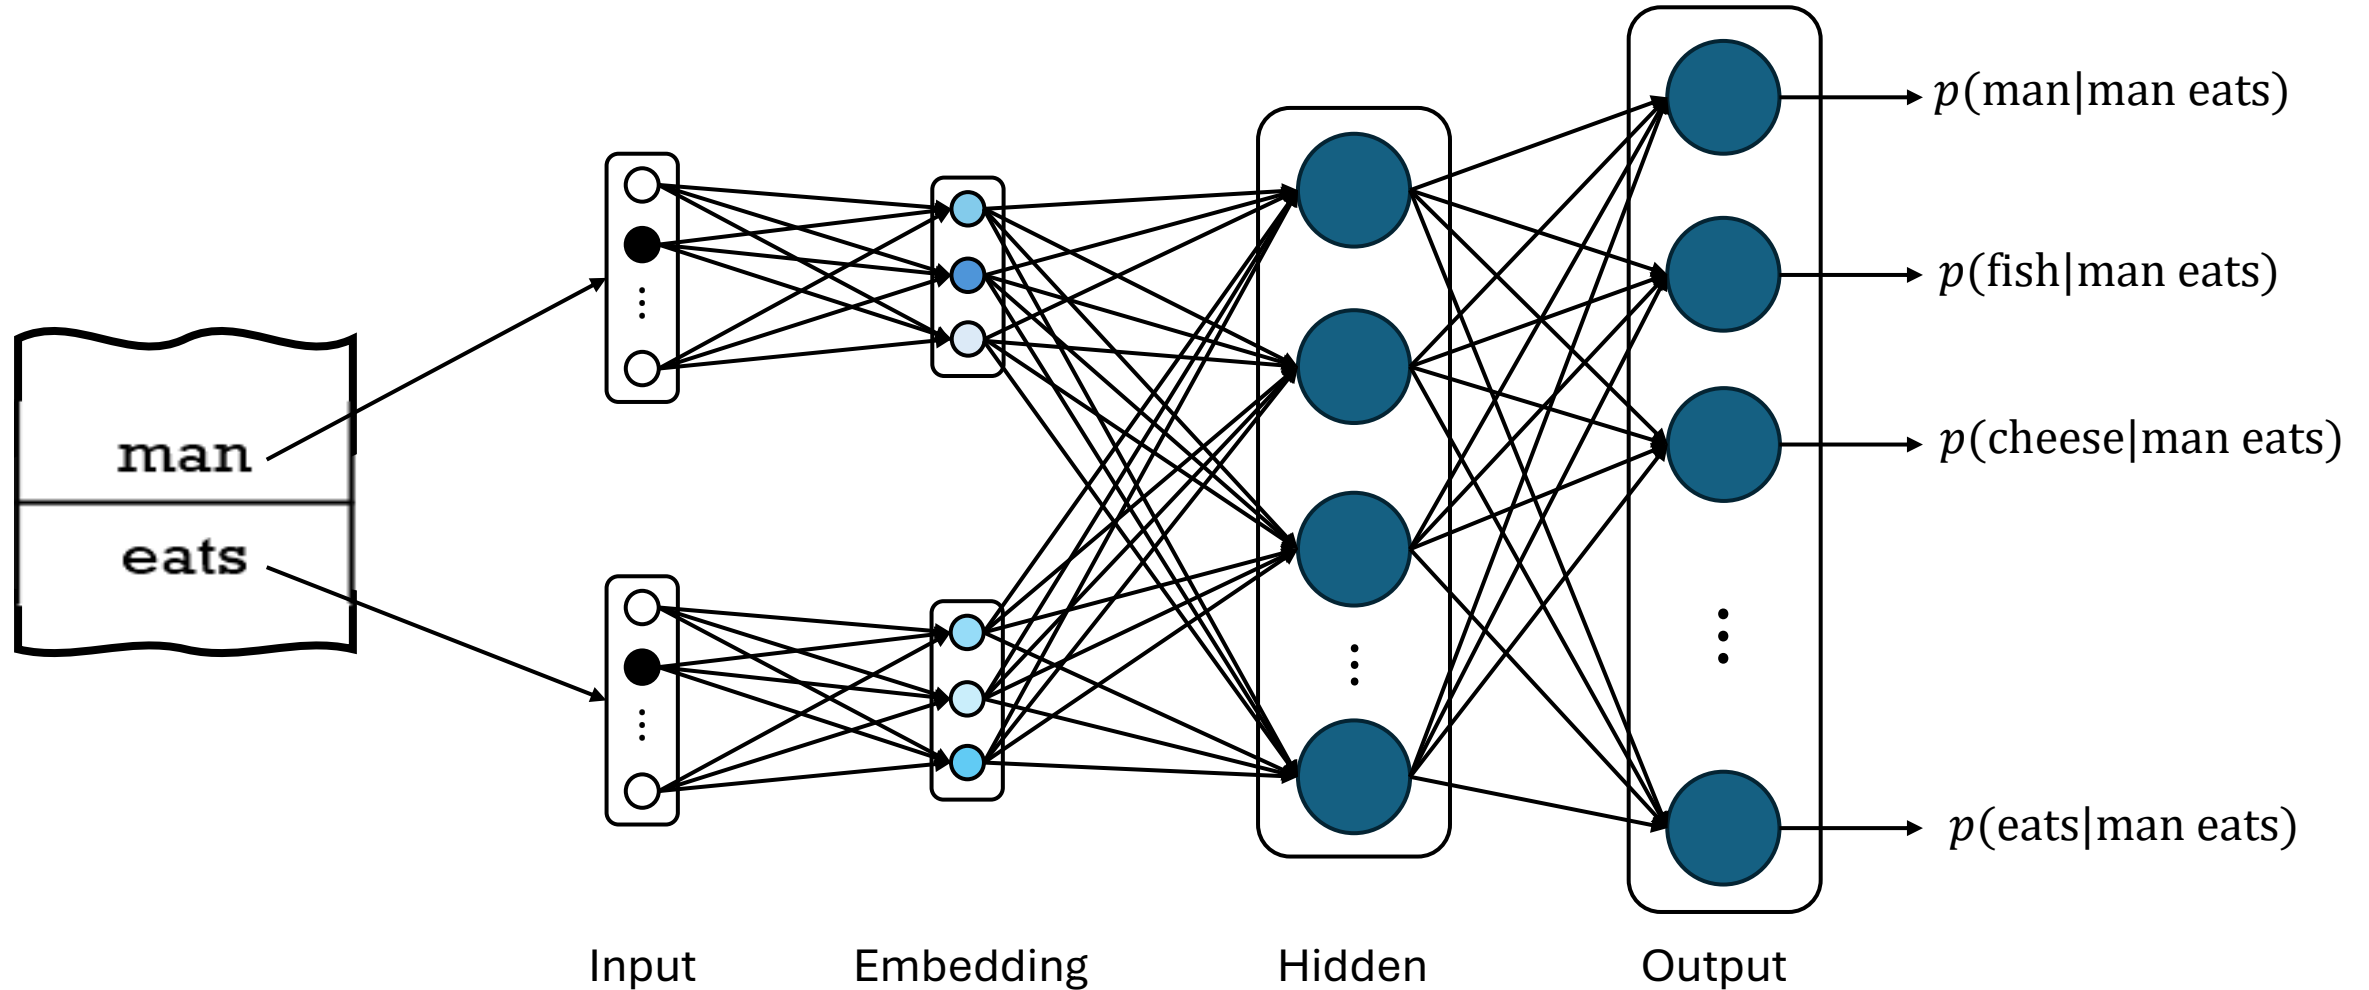 man
eats
p(man|man eats)
p(fish|man eats)
p(cheese|man eats)
p(eats|man eats)
Input
Embedding
Hidden
Output